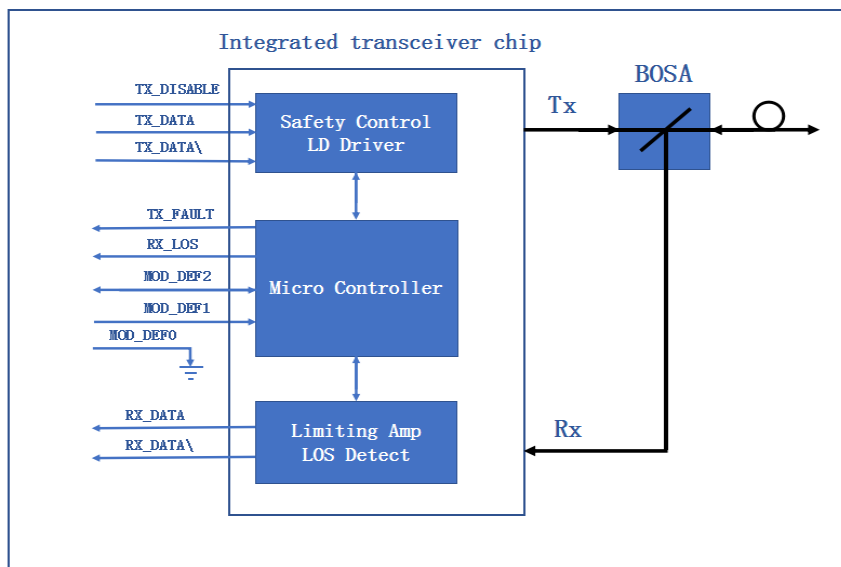 Integrated transceiver chip
BOSA
TX_DISABLE
TX_DATA
TX_DATA\
Safety Control
LD Driver
Tx
TX_FAULT
RX_LOS
MOD_DEF2
MOD_DEF1
MOD_DEF0
Micro Controller
RX_DATA
RX_DATA\
Limiting Amp
LOS Detect
Rx